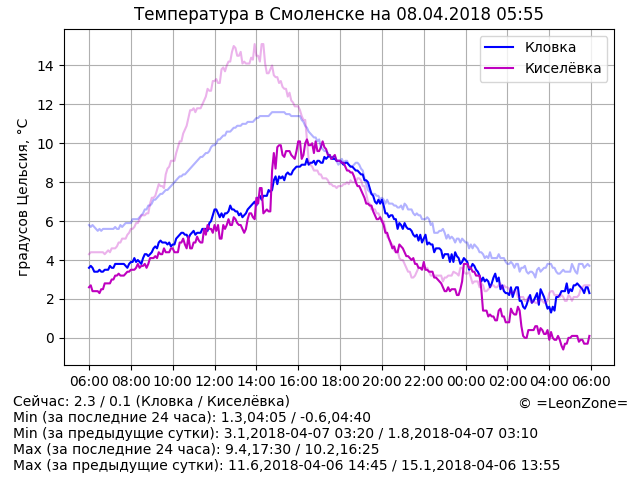 Температура в Смоленске на 08.04.2018 05:55
Кловка
Киселёвка
градусов Цельсия, °C
14
12
10
8
6
4
2
0
06:00 08:00 10:00 12:00 14:00 16:00 18:00 20:00 22:00 00:00 02:00 04:00 06:00
Сейчас: 2.3 / 0.1 (Кловка / Киселёвка)
© =LeonZone=
Min (за последние 24 часа): 1.3,04:05 / -0.6,04:40
Min (за предыдущие сутки): 3.1,2018-04-07 03:20 / 1.8,2018-04-07 03:10
Max (за последние 24 часа): 9.4,17:30 / 10.2,16:25
Max (за предыдущие сутки): 11.6,2018-04-06 14:45 / 15.1,2018-04-06 13:55